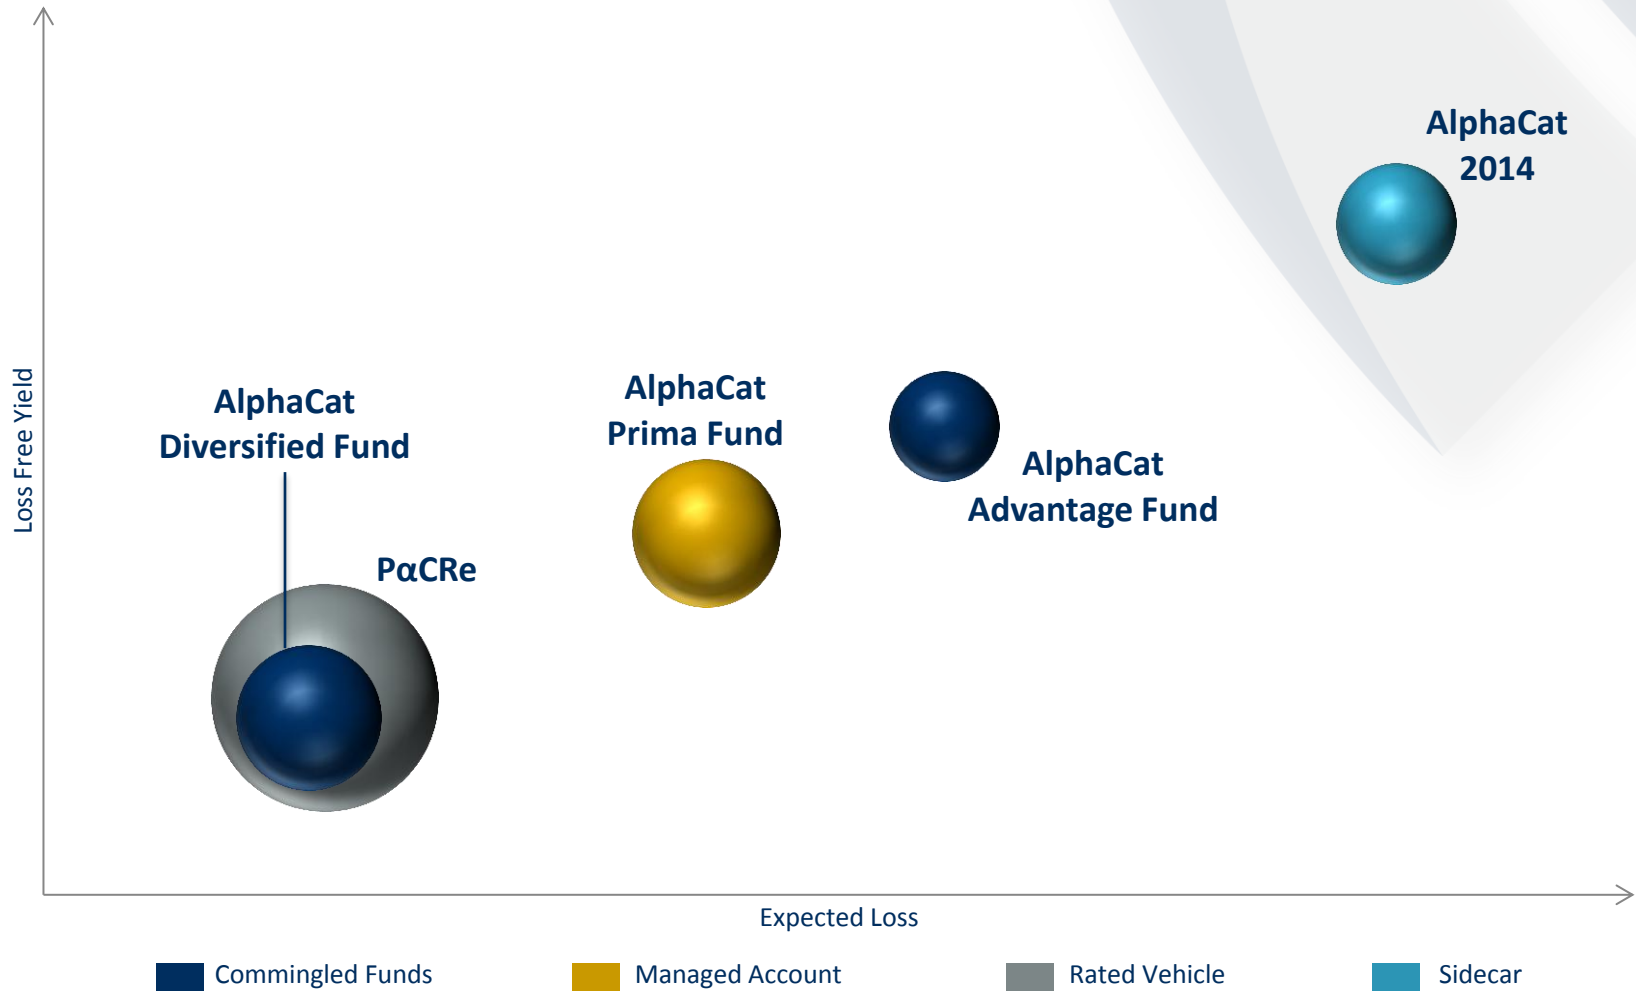 AlphaCat
2014
Loss Free Yield
AlphaCat
Diversified Fund
AlphaCat
Prima Fund
AlphaCat
Advantage Fund
PαCRe
Expected Loss
Commingled Funds
Managed Account
Rated Vehicle
Sidecar